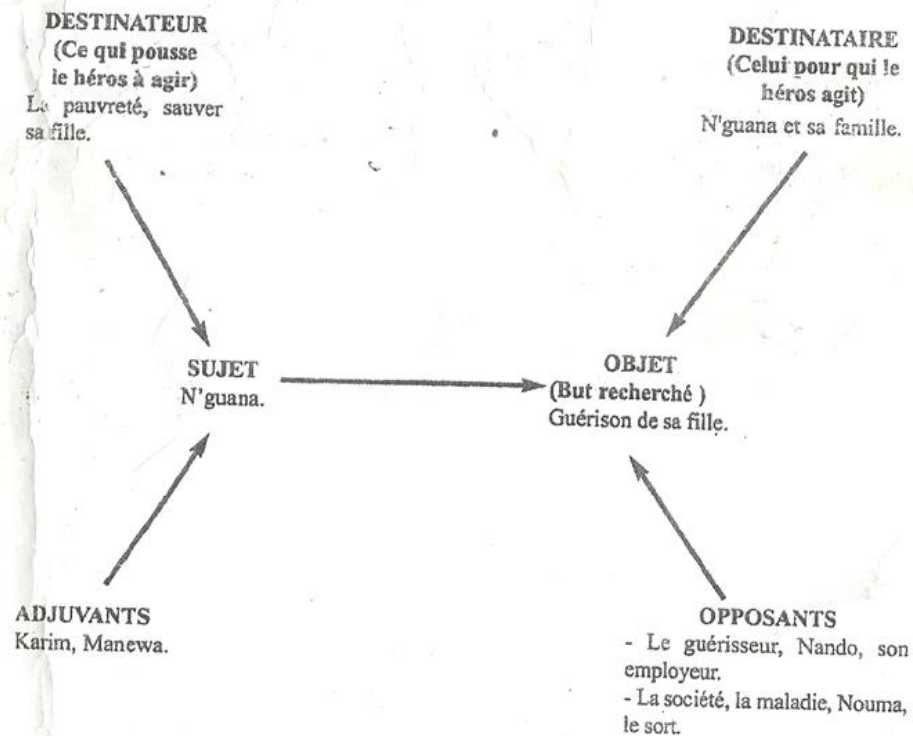 DESTINATEUR
(Ce qui pousse
le héros à agir)
La pauvreté, sauver
sa fille.
DESTINATAIRE
(Celui pour qui le
héros agit)
N'guana et sa famille.
SUJET
N'guana.
OBJET
(But recherché )
Guérison de sa fille.
ADJUVANTS
Karim, Manewa.
OPPOSANTS
- Le guérisseur, Nando, son
employeur.
- La société, la maladie, Nouma,
le sort.